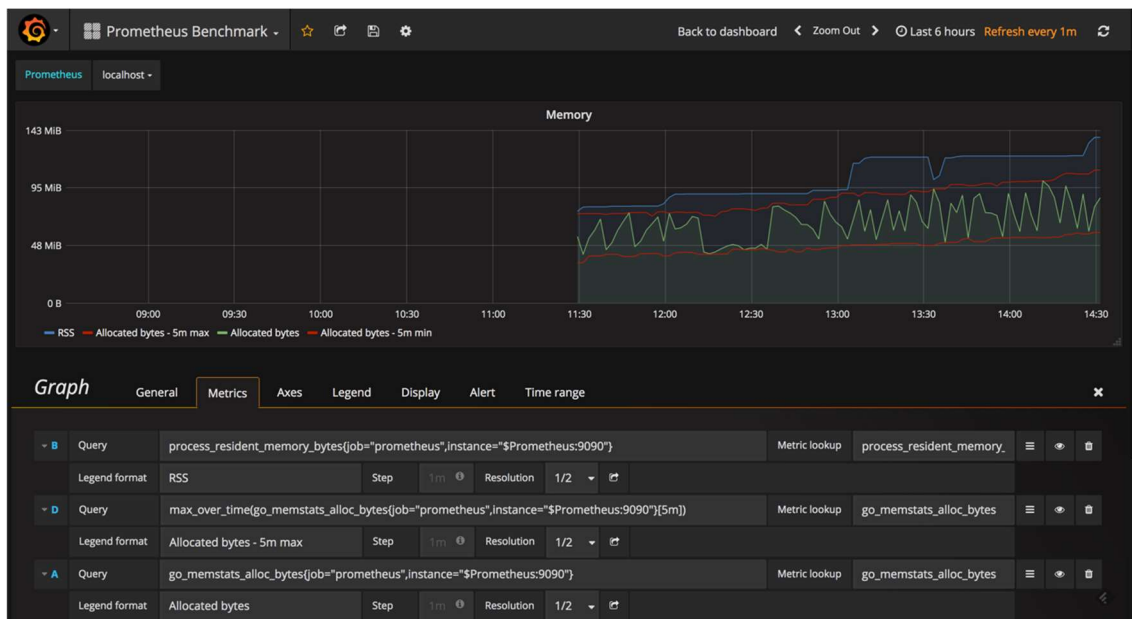 Prometheus Benchmark
Back to dashboard Zoom Out Last 6 hours Refresh every 1m
Prometheus localhost
Memory
143 MiB
95 MiB
48 MiB
0 B
09:00 09:30 10:00 10:30 11:00 11:30 12:00 12:30 13:00 13:30 14:00 14:30
RSS Allocated bytes - 5m max Allocated bytes Allocated bytes - 5m min
Graph General Metrics Axes Legend Display Alert Time range
B Query process_resident_memory_bytes{job="prometheus",instance="$Prometheus:9090"} Metric lookup process_resident_memory_
Legend format RSS Step 1m Resolution 1/2
D Query max_over_time(go_memstats_alloc_bytes{job="prometheus",instance="$Prometheus:9090"}[5m]) Metric lookup go_memstats_alloc_bytes
Legend format Allocated bytes - 5m max Step 1m Resolution 1/2
A Query go_memstats_alloc_bytes{job="prometheus",instance="$Prometheus:9090"} Metric lookup go_memstats_alloc_bytes
Legend format Allocated bytes Step 1m Resolution 1/2